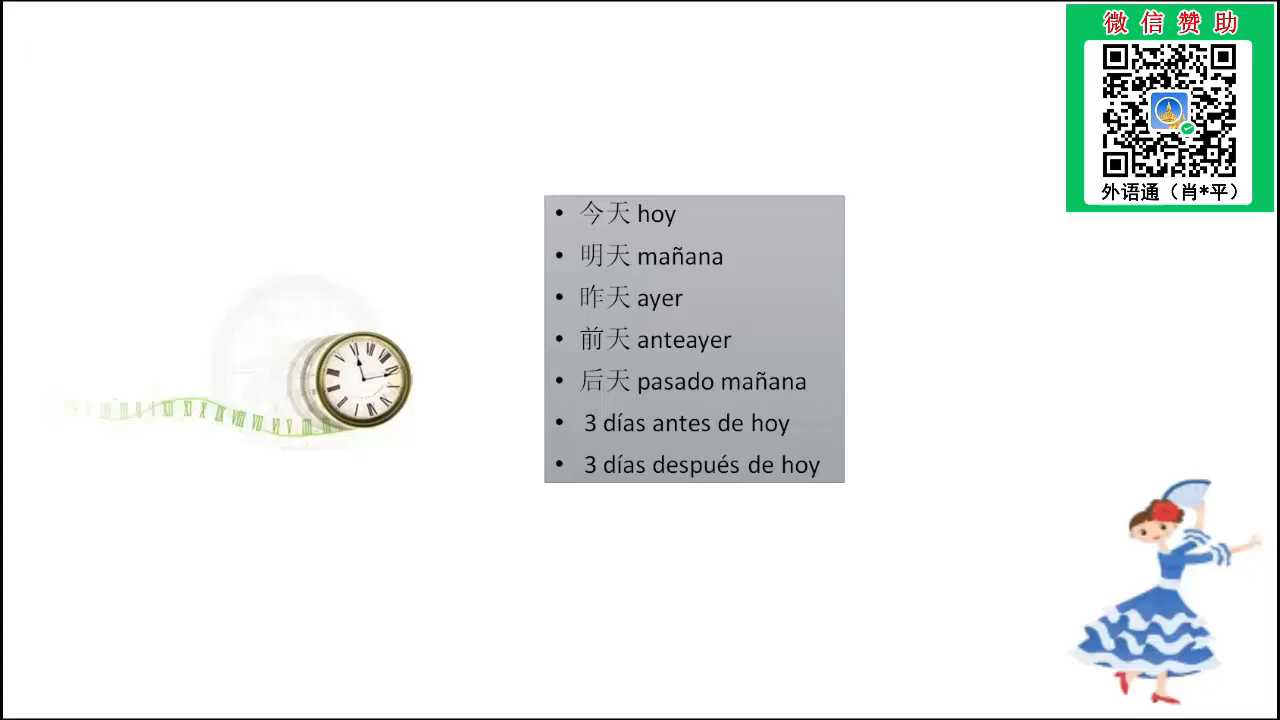 微信赞助
外语通（肖*平）
• 今天 hoy
• 明天 mañana
• 昨天 ayer
• 前天 anteayer
• 后天 pasado mañana
• 3 días antes de hoy
• 3 días después de hoy